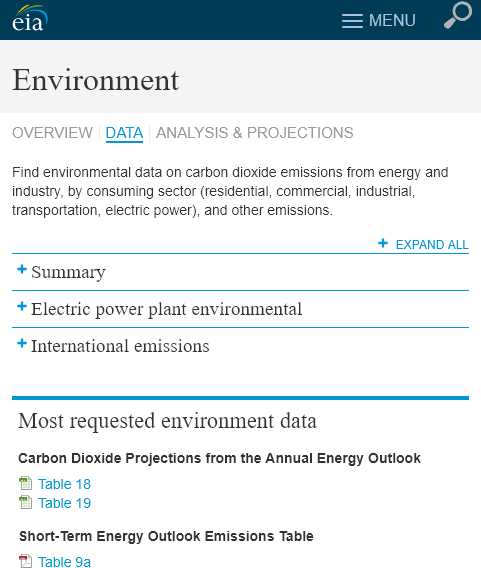 eia
MENU
Environment
OVERVIEW DATA ANALYSIS & PROJECTIONS
Find environmental data on carbon dioxide emissions from energy and
industry, by consuming sector (residential, commercial, industrial,
transportation, electric power), and other emissions.
+ EXPAND ALL
+ Summary
+ Electric power plant environmental
+ International emissions
Most requested environment data
Carbon Dioxide Projections from the Annual Energy Outlook
Table 18
Table 19
Short-Term Energy Outlook Emissions Table
Table 9a